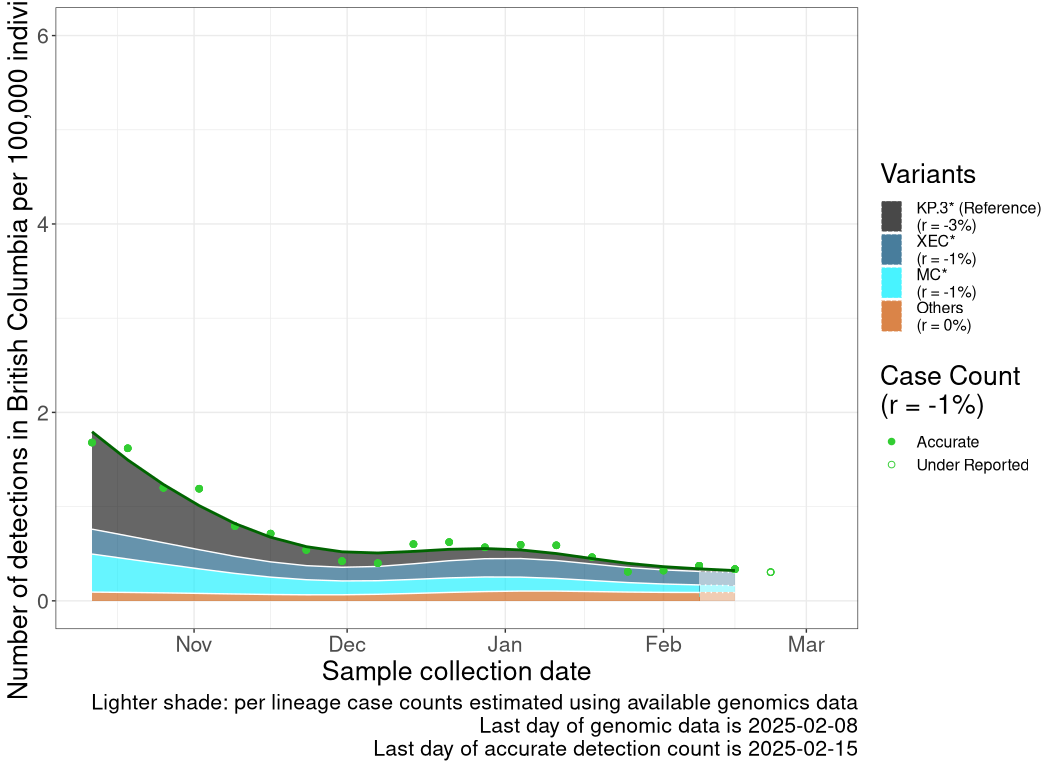 Number of detections in British Columbia per 100,000
6
4
2
0
Nov
Dec
Jan
Feb
Mar
Sample collection date
Lighter shade: per lineage case counts estimated using available genomics data
Last day of genomic data is 2025-02-08
Last day of accurate detection count is 2025-02-15
Variants
KP.3* (Reference)
(r = -3%)
XEC*
(r = -1%)
MC*
(r = -1%)
Others
(r = 0%)
Case Count
(r = -1%)
Accurate
Under Reported